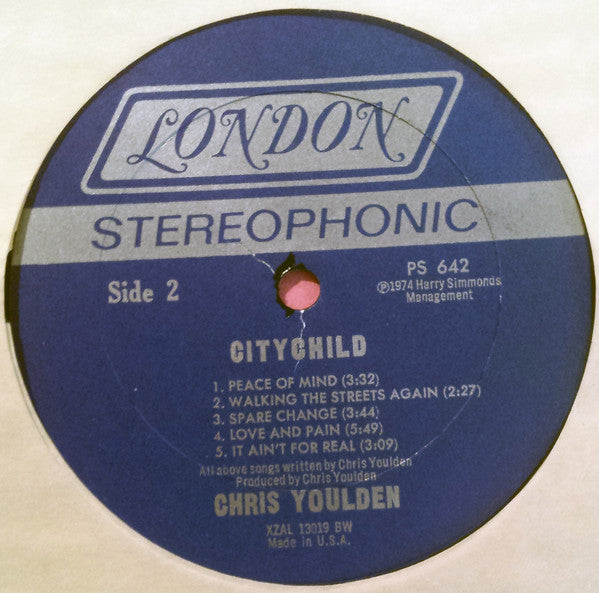 LONDON
STEREOPHONIC
Side 2
PS 642
℗1974 Harry Simmonds
Management
CITYCHILD
1. PEACE OF MIND (3:32)
2. WALKING THE STREETS AGAIN (2:27)
3. SPARE CHANGE (3:44)
4. LOVE AND PAIN (5:49)
5. IT AIN'T FOR REAL (3:09)
All above songs written by Chris Youlden
Produced by Chris Youlden
CHRIS YOULDEN
XZAL 13019 BW
Made in U.S.A.